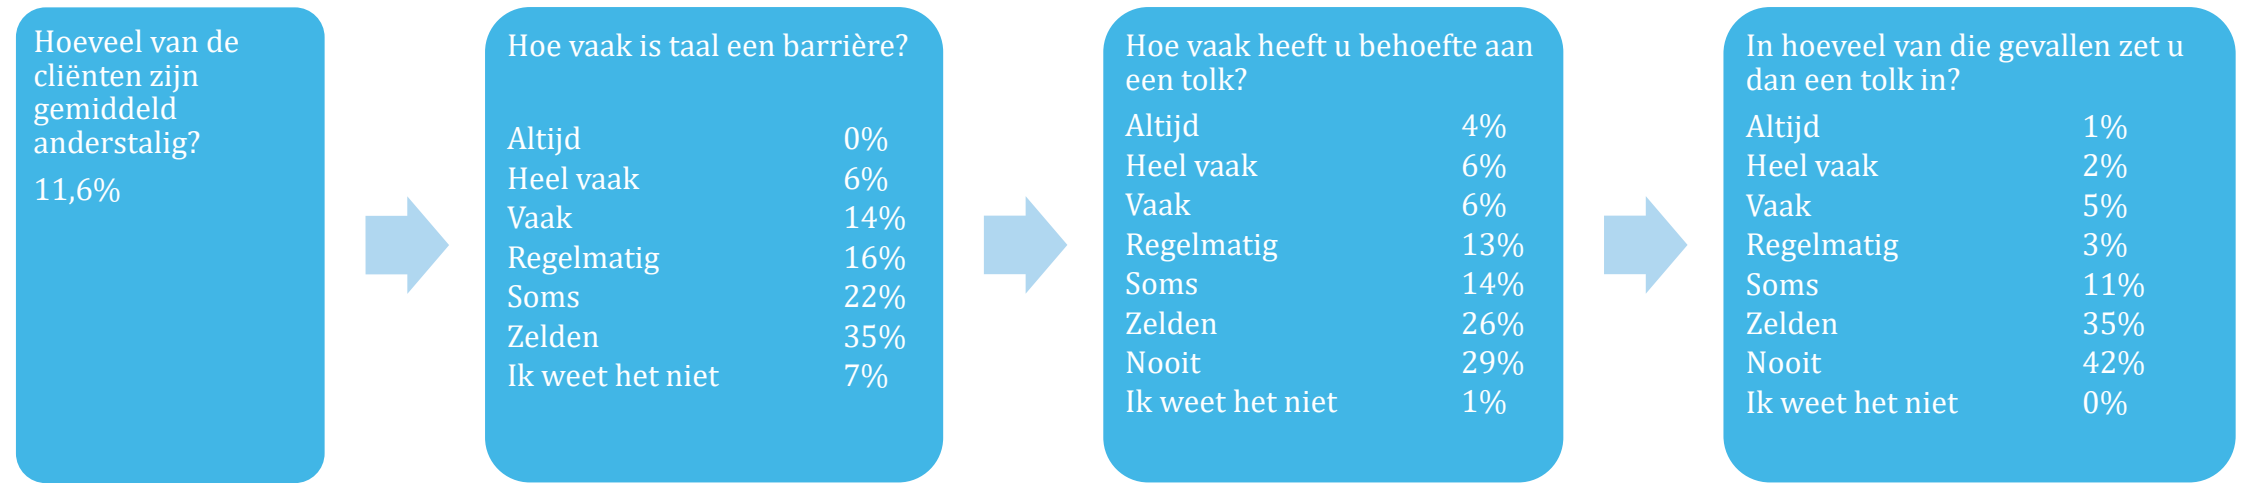 Hoeveel van de
cliënten zijn
gemiddeld
anderstalig?
11,6%
Hoe vaak is taal een barrière?
Altijd 0%
Heel vaak 6%
Vaak 14%
Regelmatig 16%
Soms 22%
Zelden 35%
Ik weet het niet 7%
Hoe vaak heeft u behoefte aan
een tolk?
Altijd 4%
Heel vaak 6%
Vaak 6%
Regelmatig 13%
Soms 14%
Zelden 26%
Nooit 29%
Ik weet het niet 1%
In hoeveel van die gevallen zet u
dan een tolk in?
Altijd 1%
Heel vaak 2%
Vaak 5%
Regelmatig 3%
Soms 11%
Zelden 35%
Nooit 42%
Ik weet het niet 0%